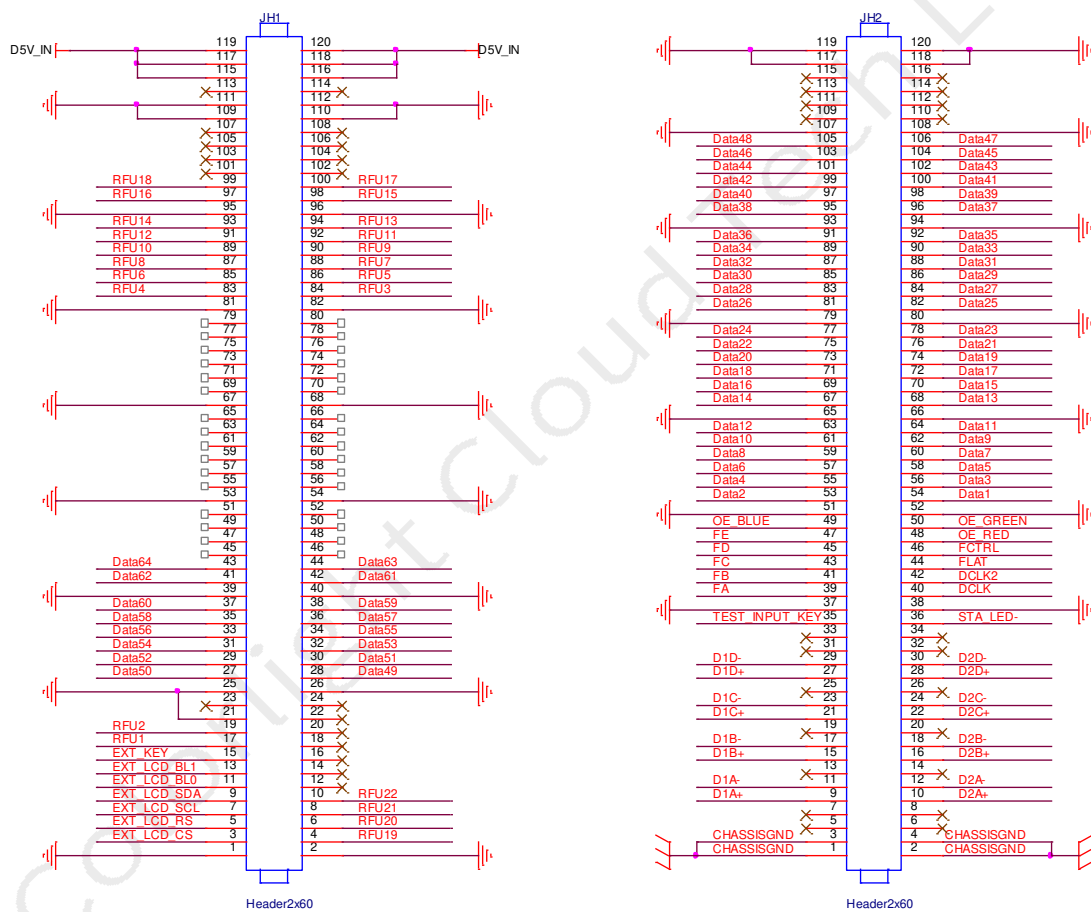 JH1
D5V_IN 119 120 D5V_IN
117 118
115 116
113 114
111 112
109 110
107 108
105 106
103 104
101 102
RFU18 99 100 RFU17
RFU16 97 98 RFU15
95 96
RFU14 93 94 RFU13
RFU12 91 92 RFU11
RFU10 89 90 RFU9
RFU8 87 88 RFU7
RFU6 85 86 RFU5
RFU4 83 84 RFU3
81 82
79 80
77 78
75 76
73 74
71 72
69 70
67 68
65 66
63 64
61 62
59 60
57 58
55 56
53 54
51 52
49 50
47 48
45 46
Data64 43 44 Data63
Data62 41 42 Data61
39 40
Data60 37 38 Data59
Data58 35 36 Data57
Data56 33 34 Data55
Data54 31 32 Data53
Data52 29 30 Data51
Data50 27 28 Data49
25 26
23 24
21 22
RFU2 19 20
RFU1 17 18
EXT_KEY 15 16
EXT_LCD_BL1 13 14
EXT_LCD_BL0 11 12
EXT_LCD_SDA 9 10 RFU22
EXT_LCD_SCL 7 8 RFU21
EXT_LCD_RS 5 6 RFU20
EXT_LCD_CS 3 4 RFU19
1 2
Header2x60
JH2
119 120
117 118
115 116
113 114
111 112
109 110
107 108
Data48 105 106 Data47
Data46 103 104 Data45
Data44 101 102 Data43
Data42 99 100 Data41
Data40 97 98 Data39
Data38 95 96 Data37
93 94
Data36 91 92 Data35
Data34 89 90 Data33
Data32 87 88 Data31
Data30 85 86 Data29
Data28 83 84 Data27
Data26 81 82 Data25
79 80
Data24 77 78 Data23
Data22 75 76 Data21
Data20 73 74 Data19
Data18 71 72 Data17
Data16 69 70 Data15
Data14 67 68 Data13
65 66
Data12 63 64 Data11
Data10 61 62 Data9
Data8 59 60 Data7
Data6 57 58 Data5
Data4 55 56 Data3
Data2 53 54 Data1
51 52
OE_BLUE 49 50 OE_GREEN
FE 47 48 OE_RED
FD 45 46 FCTRL
FC 43 44 FLAT
FB 41 42 DCLK2
FA 39 40 DCLK
37 38
TEST_INPUT_KEY 35 36 STA_LED-
33 34
31 32
D1D- 29 30 D2D-
D1D+ 27 28 D2D+
25 26
D1C- 23 24 D2C-
D1C+ 21 22 D2C+
19 20
D1B- 17 18 D2B-
D1B+ 15 16 D2B+
13 14
D1A- 11 12 D2A-
D1A+ 9 10 D2A+
7 8
5 6
CHASSISGND 3 4 CHASSISGND
CHASSISGND 1 2 CHASSISGND
Header2x60
Colorlight Cloud Tech L